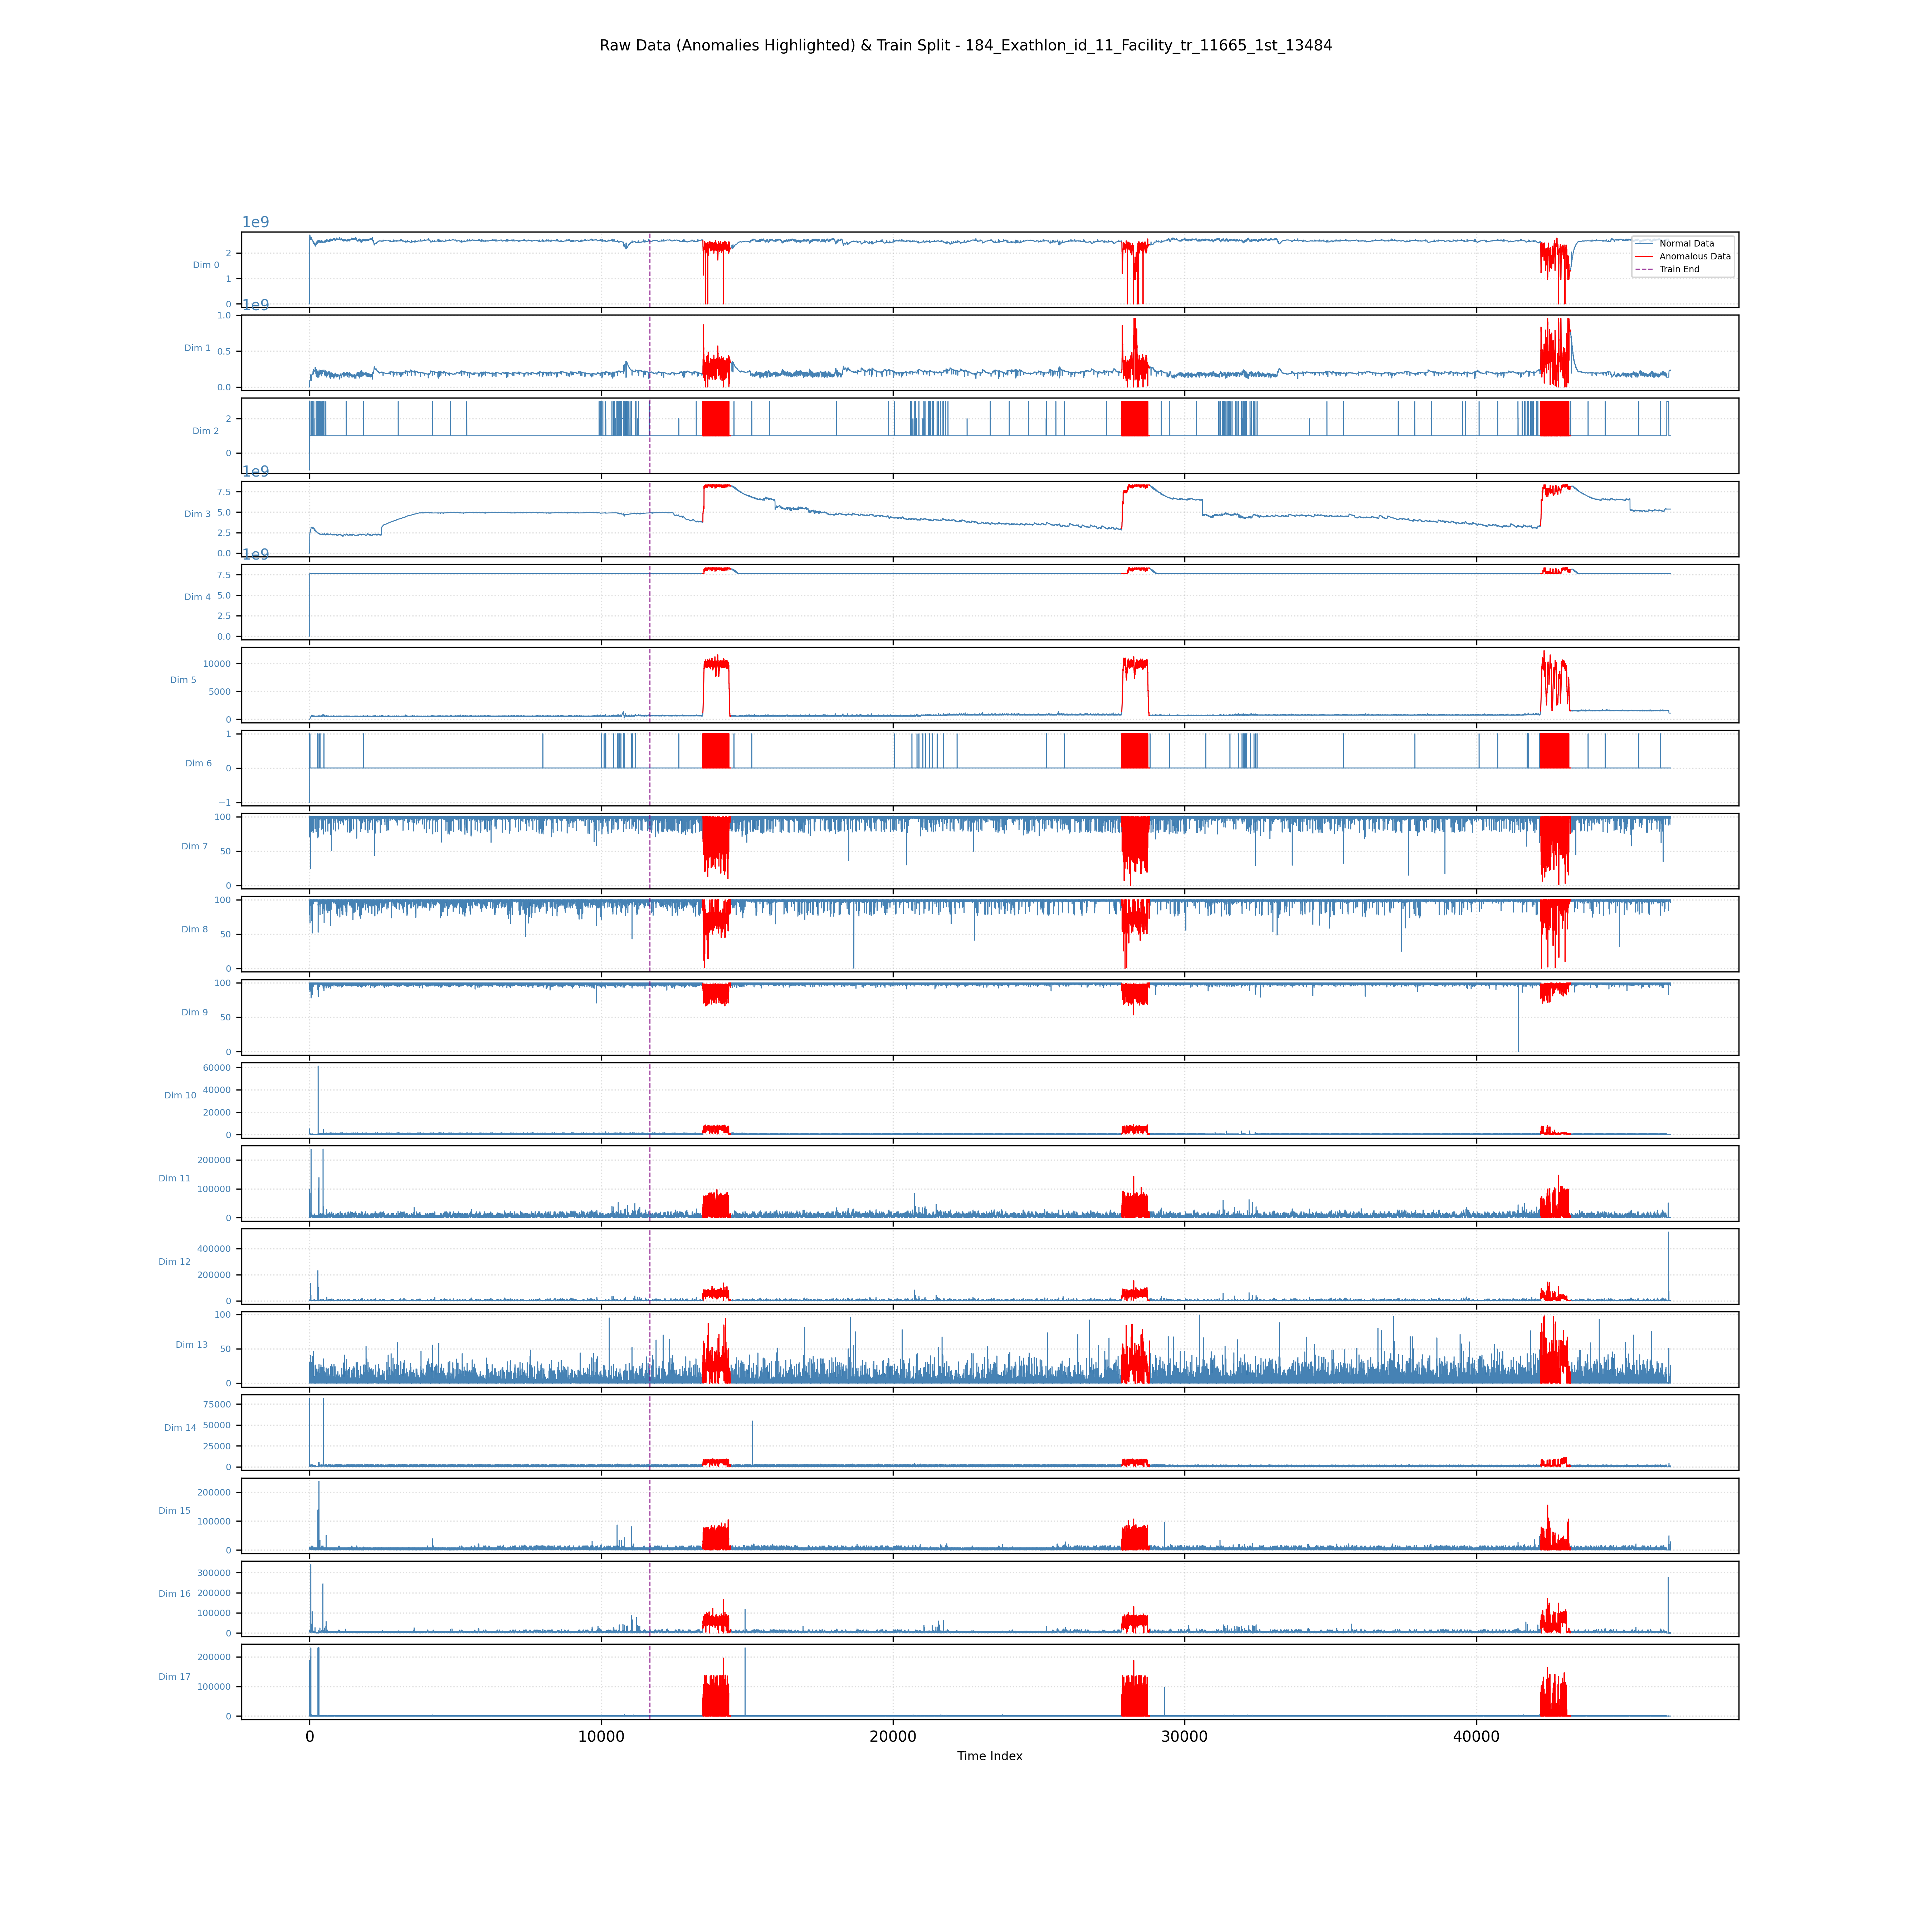 Raw Data (Anomalies Highlighted) & Train Split - 184_Exathlon_id_11_Facility_tr_11665_1st_13484
1e9
Dim 0
2
1
0
Normal Data
Anomalous Data
Train End
1e9
Dim 1
1.0
0.5
0.0
Dim 2
2
0
1e9
Dim 3
7.5
5.0
2.5
0.0
1e9
Dim 4
7.5
5.0
2.5
0.0
Dim 5
10000
5000
0
Dim 6
1
0
−1
Dim 7
100
50
0
Dim 8
100
50
0
Dim 9
100
50
0
Dim 10
60000
40000
20000
0
Dim 11
200000
100000
0
Dim 12
400000
200000
0
Dim 13
100
50
0
Dim 14
75000
50000
25000
0
Dim 15
200000
100000
0
Dim 16
300000
200000
100000
0
Dim 17
200000
100000
0
0 10000 20000 30000 40000
Time Index